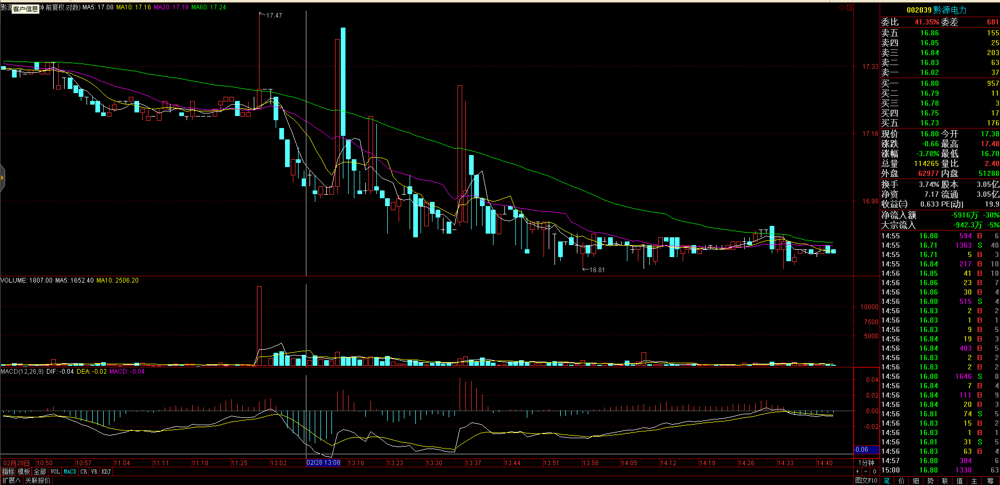 黔源
客户信息
钟.前复权.对数) MA5: 17.08 MA10: 17.16 MA20: 17.19 MA60: 17.24
17.47
16.81
17.33
17.16
16.98
VOLUME: 1807.00 MA5: 1652.40 MA10: 2506.20
10000
7500
5000
MACD(12,26,9) DIF: -0.04 DEA: -0.02 MACD: -0.04
0.04
0.02
0.00
-0.02
-0.06
02月28日 10:50 10:57 11:04 11:11 11:18 11:25 13:02 02/28 13:08 13:16 13:23 13:30 13:37 13:44 13:51 13:58 14:05 14:12 14:19 14:26 14:33 14:40 1分钟
指标 模板 全部 VOL MACD CR VR KDJ + - 0
扩展∧ 关联报价 图文F10
002039 黔源电力
委比 41.35% 委差 681
卖五 16.86 155
卖四 16.85 25
卖三 16.84 203
卖二 16.83 63
卖一 16.82 37
买一 16.80 957
买二 16.79 11
买三 16.78 3
买四 16.75 17
买五 16.73 176
现价 16.80 今开 17.38
涨跌 -0.66 最高 17.48
涨幅 -3.78% 最低 16.70
总量 114265 量比 2.40
外盘 62977 内盘 51288
换手 3.74% 股本 3.05亿
净资 7.17 流通 3.05亿
收益㈢ 0.633 PE(动) 19.9
净流入额 -5916万 -30%
大宗流入 -942.3万 -5%
14:55 16.80 594 B 6
14:55 16.71 1363 S 48
14:55 16.71 5 B 3
14:55 16.84 217 B 10
14:56 16.85 41 B 10
14:56 16.86 23 B 7
14:56 16.86 30 B 4
14:56 16.80 515 S 4
14:56 16.83 2 B 2
14:56 16.83 1 B 1
14:56 16.83 9 B 5
14:56 16.84 19 B 3
14:56 16.84 403 B 5
14:56 16.83 2 B 2
14:56 16.83 2 B 2
14:56 16.80 1646 S 8
14:56 16.84 7 B 4
14:56 16.84 111 B 9
14:56 16.84 20 B 3
14:56 16.81 74 S 5
14:56 16.83 15 B 2
14:56 16.83 1 B 1
14:56 16.81 31 S 5
14:56 16.83 63 B 4
14:57 16.80 304 6
15:00 16.80 1338 63
笔 价 细 势 联 值 主 筹